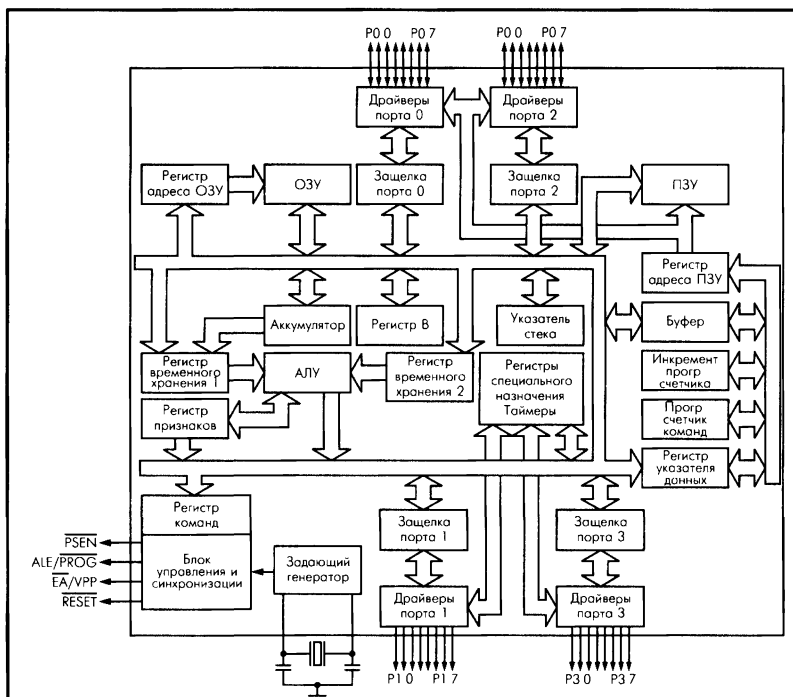 P0 0 P0 7 P0 0 P0 7
Драйверы
порта 0
Драйверы
порта 2
Регистр
адреса ОЗУ
ОЗУ
Защелка
порта 0
Защелка
порта 2
ПЗУ
Регистр
адреса ПЗУ
Аккумулятор
Регистр В
Указатель
стека
Буфер
Регистр
временного
хранения 1
АЛУ
Регистр
временного
хранения 2
Регистры
специального
назначения
Таймеры
Инкремент
прогр
счетчика
Регистр
признаков
Прогр
счетчик
команд
Регистр
указателя
данных
Регистр
команд
Защелка
порта 1
Защелка
порта 3
PSEN
ALE/PROG
EA/VPP
RESET
Блок
управления и
синхронизации
Задающий
генератор
Драйверы
порта 1
Драйверы
порта 3
P1 0 P1 7 P3 0 P3 7